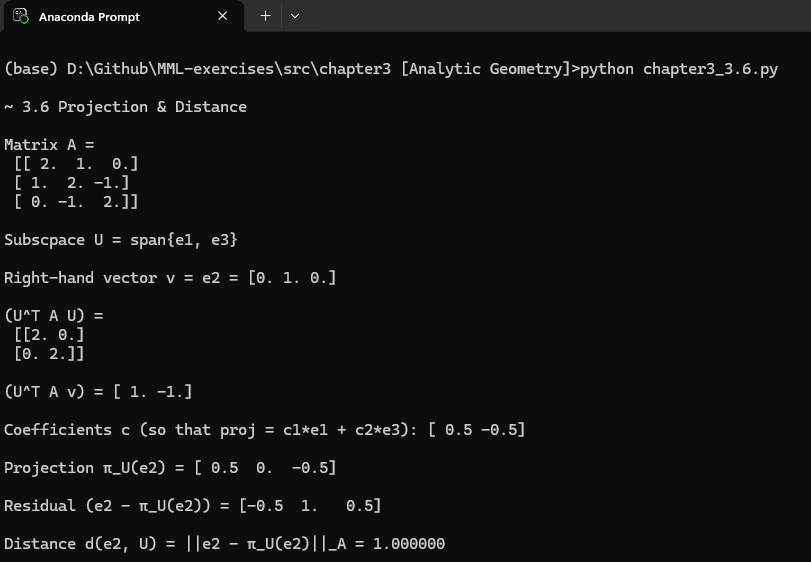 Anaconda Prompt
(base) D:\Github\MML-exercises\src\chapter3 [Analytic Geometry]>python chapter3_3.6.py
~ 3.6 Projection & Distance
Matrix A =
[[ 2.  1.  0.]
[ 1.  2. -1.]
[ 0. -1.  2.]]
Subscpace U = span{e1, e3}
Right-hand vector v = e2 = [0. 1. 0.]
(U^T A U) =
[[2. 0.]
[0. 2.]]
(U^T A v) = [ 1. -1.]
Coefficients c (so that proj = c1*e1 + c2*e3): [ 0.5 -0.5]
Projection π_U(e2) = [ 0.5  0.  -0.5]
Residual (e2 - π_U(e2)) = [-0.5  1.   0.5]
Distance d(e2, U) = ||e2 - π_U(e2)||_A = 1.000000